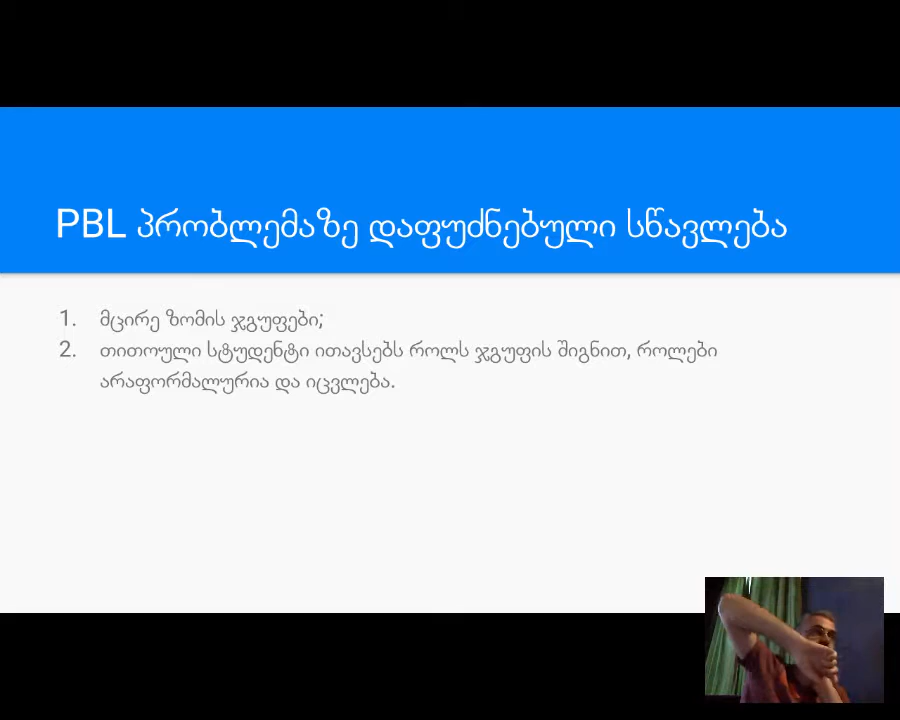 PBL პრობლემაზე დაფუძნებული სწავლება
1. მცირე ზომის ჯგუფები;
2. თითოული სტუდენტი ითავსებს როლს ჯგუფის შიგნით, როლები
არაფორმალურია და იცვლება.